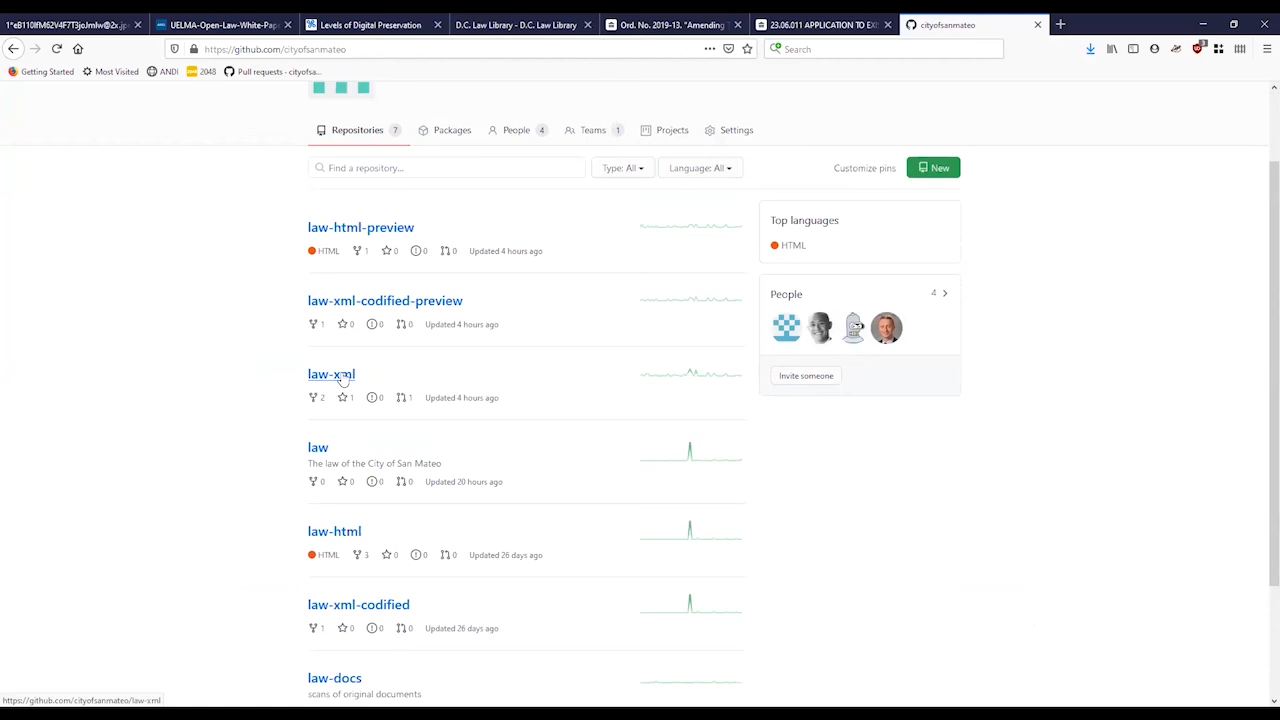 1*eB110lfM62V4F7T3joJmIw@2x.jpe
UELMA-Open-Law-White-Pape
Levels of Digital Preservation
D.C. Law Library - D.C. Law Library
Ord. No. 2019-13. "Amending
23.06.011 APPLICATION TO EXI
cityofsanmateo
https://github.com/cityofsanmateo
Search
Getting Started
Most Visited
ANDI
2048
Pull requests · cityofsa...
Repositories 7
Packages
People 4
Teams 1
Projects
Settings
Find a repository...
Type: All
Language: All
Customize pins
New
law-html-preview
HTML 1 0 0 0 Updated 4 hours ago
law-xml-codified-preview
1 0 0 0 Updated 4 hours ago
law-xml
2 1 0 1 Updated 4 hours ago
law
The law of the City of San Mateo
0 0 0 0 Updated 20 hours ago
law-html
HTML 3 0 0 0 Updated 26 days ago
law-xml-codified
1 0 0 0 Updated 26 days ago
law-docs
scans of original documents
Top languages
HTML
People 4
Invite someone
https://github.com/cityofsanmateo/law-xml